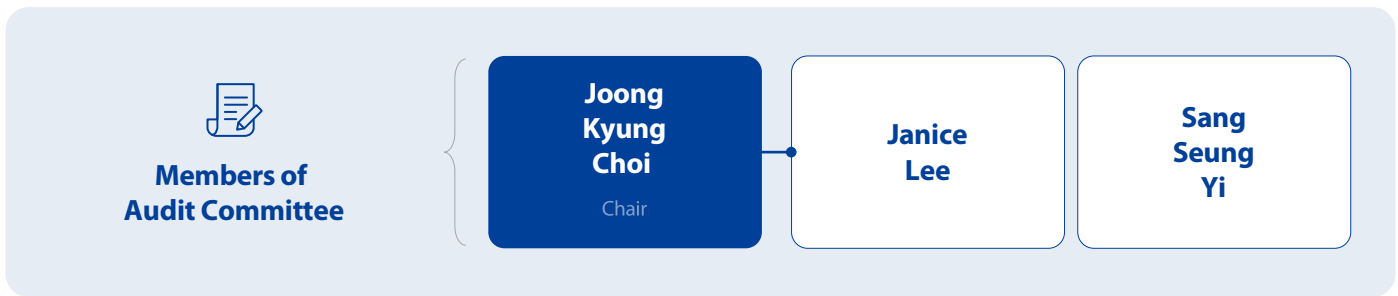 Members of
Audit Committee
Joong
Kyung
Choi
Chair
Janice
Lee
Sang
Seung
Yi